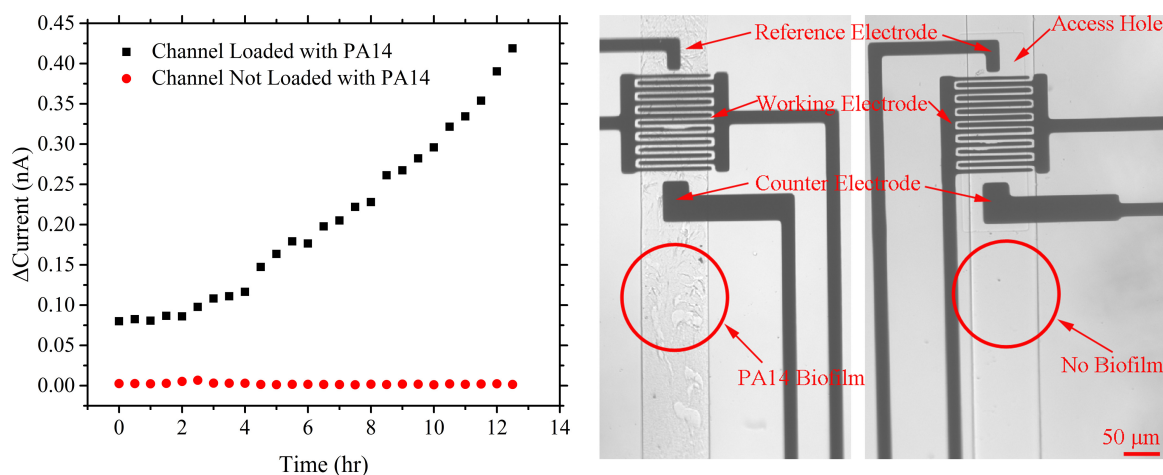 0.45
0.40
0.35
0.30
0.25
0.20
0.15
0.10
0.05
0.00
ΔCurrent (nA)
Channel Loaded with PA14
Channel Not Loaded with PA14
0 2 4 6 8 10 12 14
Time (hr)
Reference Electrode
Access Hole
Working Electrode
Counter Electrode
PA14 Biofilm
No Biofilm
50 μm